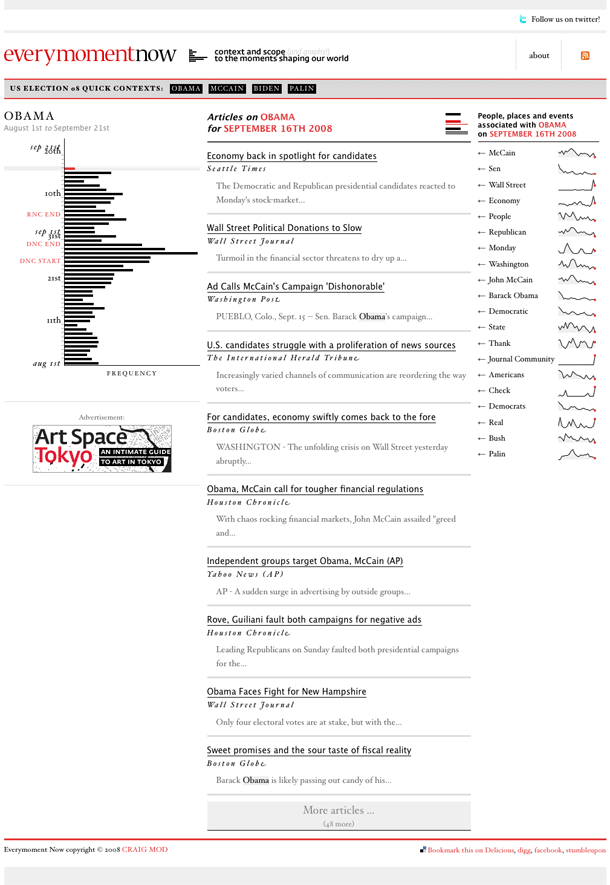 Follow us on twitter!
everymomentnow
context and scope (and graphs!)
to the moments shaping our world
about
US ELECTION 08 QUICK CONTEXTS: OBAMA MCCAIN BIDEN PALIN
OBAMA
August 1st to September 21st
sep 21st
20th
10th
RNC END
sep 1st
31st
DNC END
DNC START
21st
11th
aug 1st
FREQUENCY
Advertisement:
Art Space
Tokyo
AN INTIMATE GUIDE
TO ART IN TOKYO
Articles on OBAMA
for SEPTEMBER 16TH 2008
Economy back in spotlight for candidates
Seattle Times
The Democratic and Republican presidential candidates reacted to
Monday's stock-market...
Wall Street Political Donations to Slow
Wall Street Journal
Turmoil in the financial sector threatens to dry up a...
Ad Calls McCain's Campaign 'Dishonorable'
Washington Post
PUEBLO, Colo., Sept. 15 -- Sen. Barack Obama's campaign...
U.S. candidates struggle with a proliferation of news sources
The International Herald Tribune
Increasingly varied channels of communication are reordering the way
voters...
For candidates, economy swiftly comes back to the fore
Boston Globe
WASHINGTON - The unfolding crisis on Wall Street yesterday
abruptly...
Obama, McCain call for tougher financial regulations
Houston Chronicle
With chaos rocking financial markets, John McCain assailed "greed
and...
Independent groups target Obama, McCain (AP)
Yahoo News (AP)
AP - A sudden surge in advertising by outside groups...
Rove, Guiliani fault both campaigns for negative ads
Houston Chronicle
Leading Republicans on Sunday faulted both presidential campaigns
for the...
Obama Faces Fight for New Hampshire
Wall Street Journal
Only four electoral votes are at stake, but with the...
Sweet promises and the sour taste of fiscal reality
Boston Globe
Barack Obama is likely passing out candy of his...
More articles ...
(48 more)
People, places and events
associated with OBAMA
on SEPTEMBER 16TH 2008
← McCain
← Sen
← Wall Street
← Economy
← People
← Republican
← Monday
← Washington
← John McCain
← Barack Obama
← Democratic
← State
← Thank
← Journal Community
← Americans
← Check
← Democrats
← Real
← Bush
← Palin
Everymoment Now copyright © 2008 CRAIG MOD
Bookmark this on Delicious, digg, facebook, stumbleupon